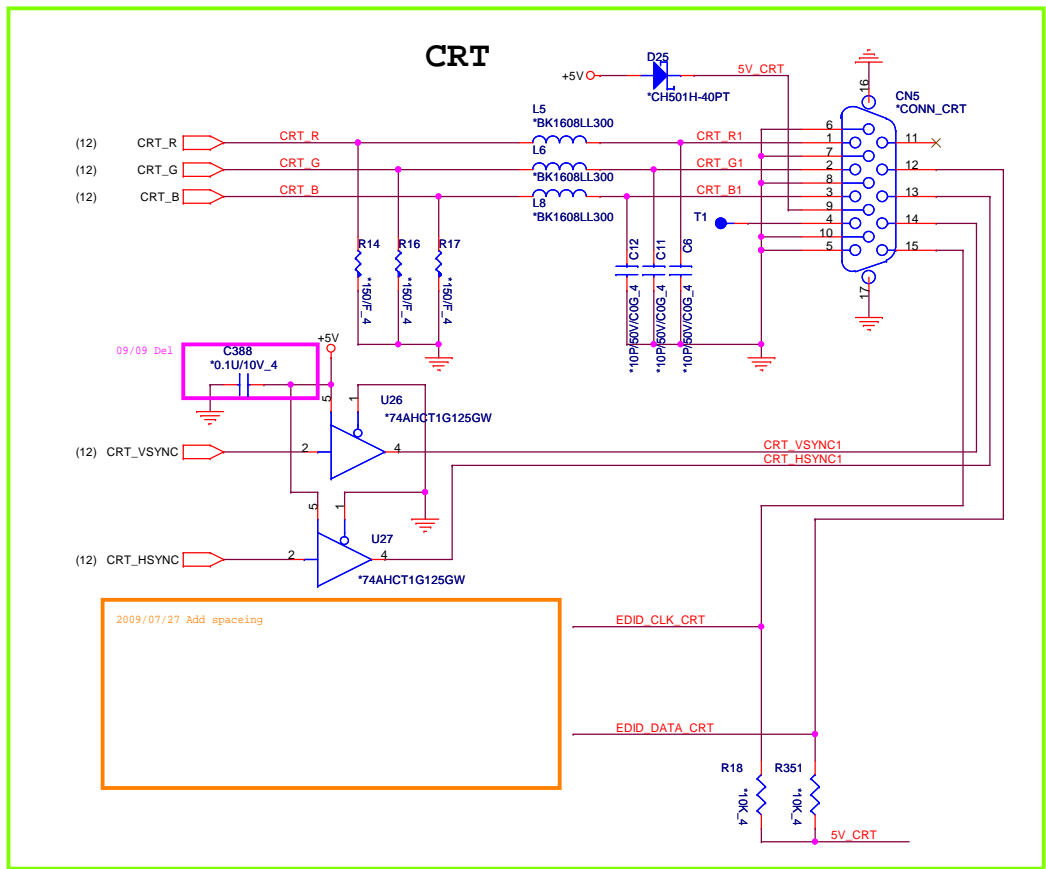 CRT
D25
+5V
5V_CRT
*CH501H-40PT
16
CN5
*CONN_CRT
L5
*BK1608LL300
(12) CRT_R CRT_R CRT_R1
L6
*BK1608LL300
(12) CRT_G CRT_G CRT_G1
L8
*BK1608LL300
(12) CRT_B CRT_B CRT_B1
T1
6
1
7
2
8
3
9
4
10
5
11
12
13
14
15
17
R14
*150/F_4
R16
*150/F_4
R17
*150/F_4
C12
*10P/50V/C0G_4
C11
*10P/50V/C0G_4
C6
*10P/50V/C0G_4
09/09 Del
C388
*0.1U/10V_4
+5V
5
1
U26
*74AHCT1G125GW
(12) CRT_VSYNC 2 4 CRT_VSYNC1
CRT_HSYNC1
5
1
U27
(12) CRT_HSYNC 2 4
*74AHCT1G125GW
2009/07/27 Add spaceing
EDID_CLK_CRT
EDID_DATA_CRT
R18
*10K_4
R351
*10K_4
5V_CRT